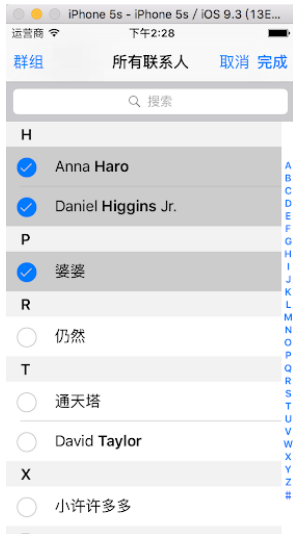 iPhone 5s - iPhone 5s / iOS 9.3 (13E...
运营商 下午2:28
群组 所有联系人 取消 完成
搜索
H
Anna Haro
Daniel Higgins Jr.
P
婆婆
R
仍然
T
通天塔
David Taylor
X
小许许多多
A
B
C
D
E
F
G
H
I
J
K
L
M
N
O
P
Q
R
S
T
U
V
W
X
Y
Z
#